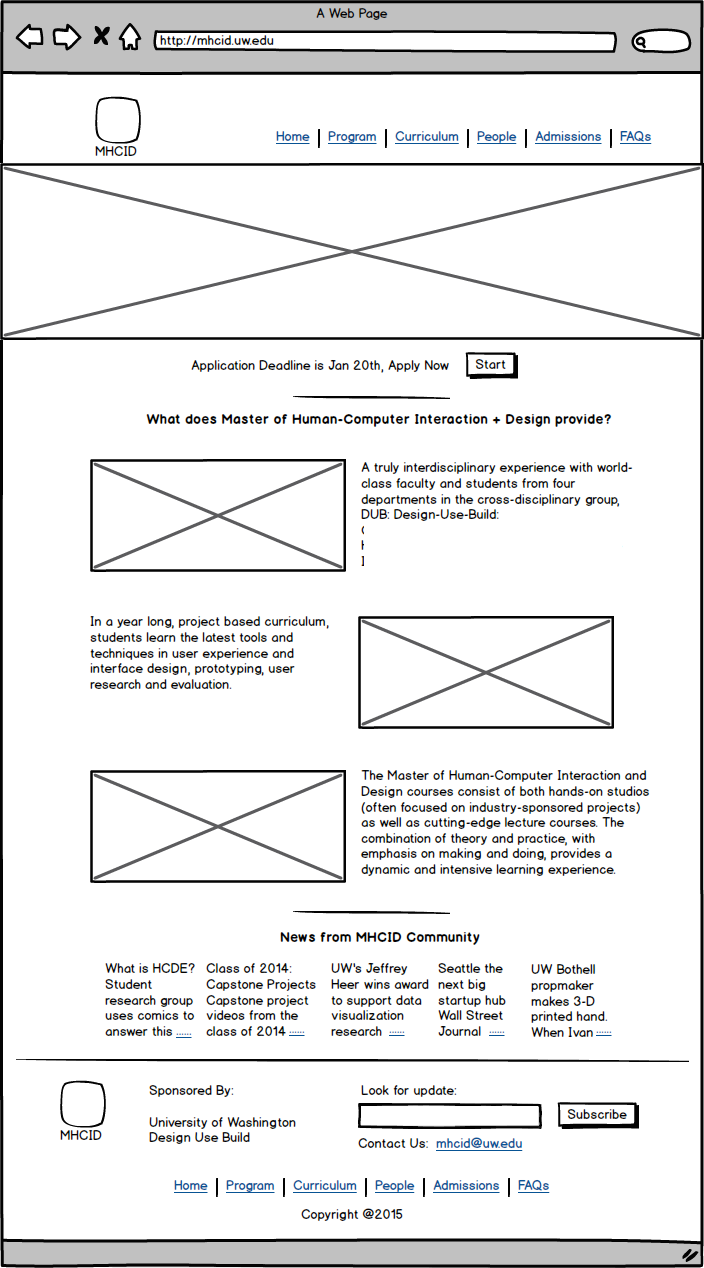 A Web Page
http://mhcid.uw.edu
MHCID
Home | Program | Curriculum | People | Admissions | FAQs
Application Deadline is Jan 20th, Apply Now
Start
What does Master of Human-Computer Interaction + Design provide?
A truly interdisciplinary experience with world-
class faculty and students from four
departments in the cross-disciplinary group,
DUB: Design-Use-Build:
In a year long, project based curriculum,
students learn the latest tools and
techniques in user experience and
interface design, prototyping, user
research and evaluation.
The Master of Human-Computer Interaction and
Design courses consist of both hands-on studios
(often focused on industry-sponsored projects)
as well as cutting-edge lecture courses. The
combination of theory and practice, with
emphasis on making and doing, provides a
dynamic and intensive learning experience.
News from MHCID Community
What is HCDE?
Student
research group
uses comics to
answer this ......
Class of 2014:
Capstone Projects
Capstone project
videos from the
class of 2014 ......
UW's Jeffrey
Heer wins award
to support data
visualization
research ......
Seattle the
next big
startup hub
Wall Street
Journal ......
UW Bothell
propmaker
makes 3-D
printed hand.
When Ivan ......
MHCID
Sponsored By:
University of Washington
Design Use Build
Look for update:
Subscribe
Contact Us: mhcid@uw.edu
Home | Program | Curriculum | People | Admissions | FAQs
Copyright @2015